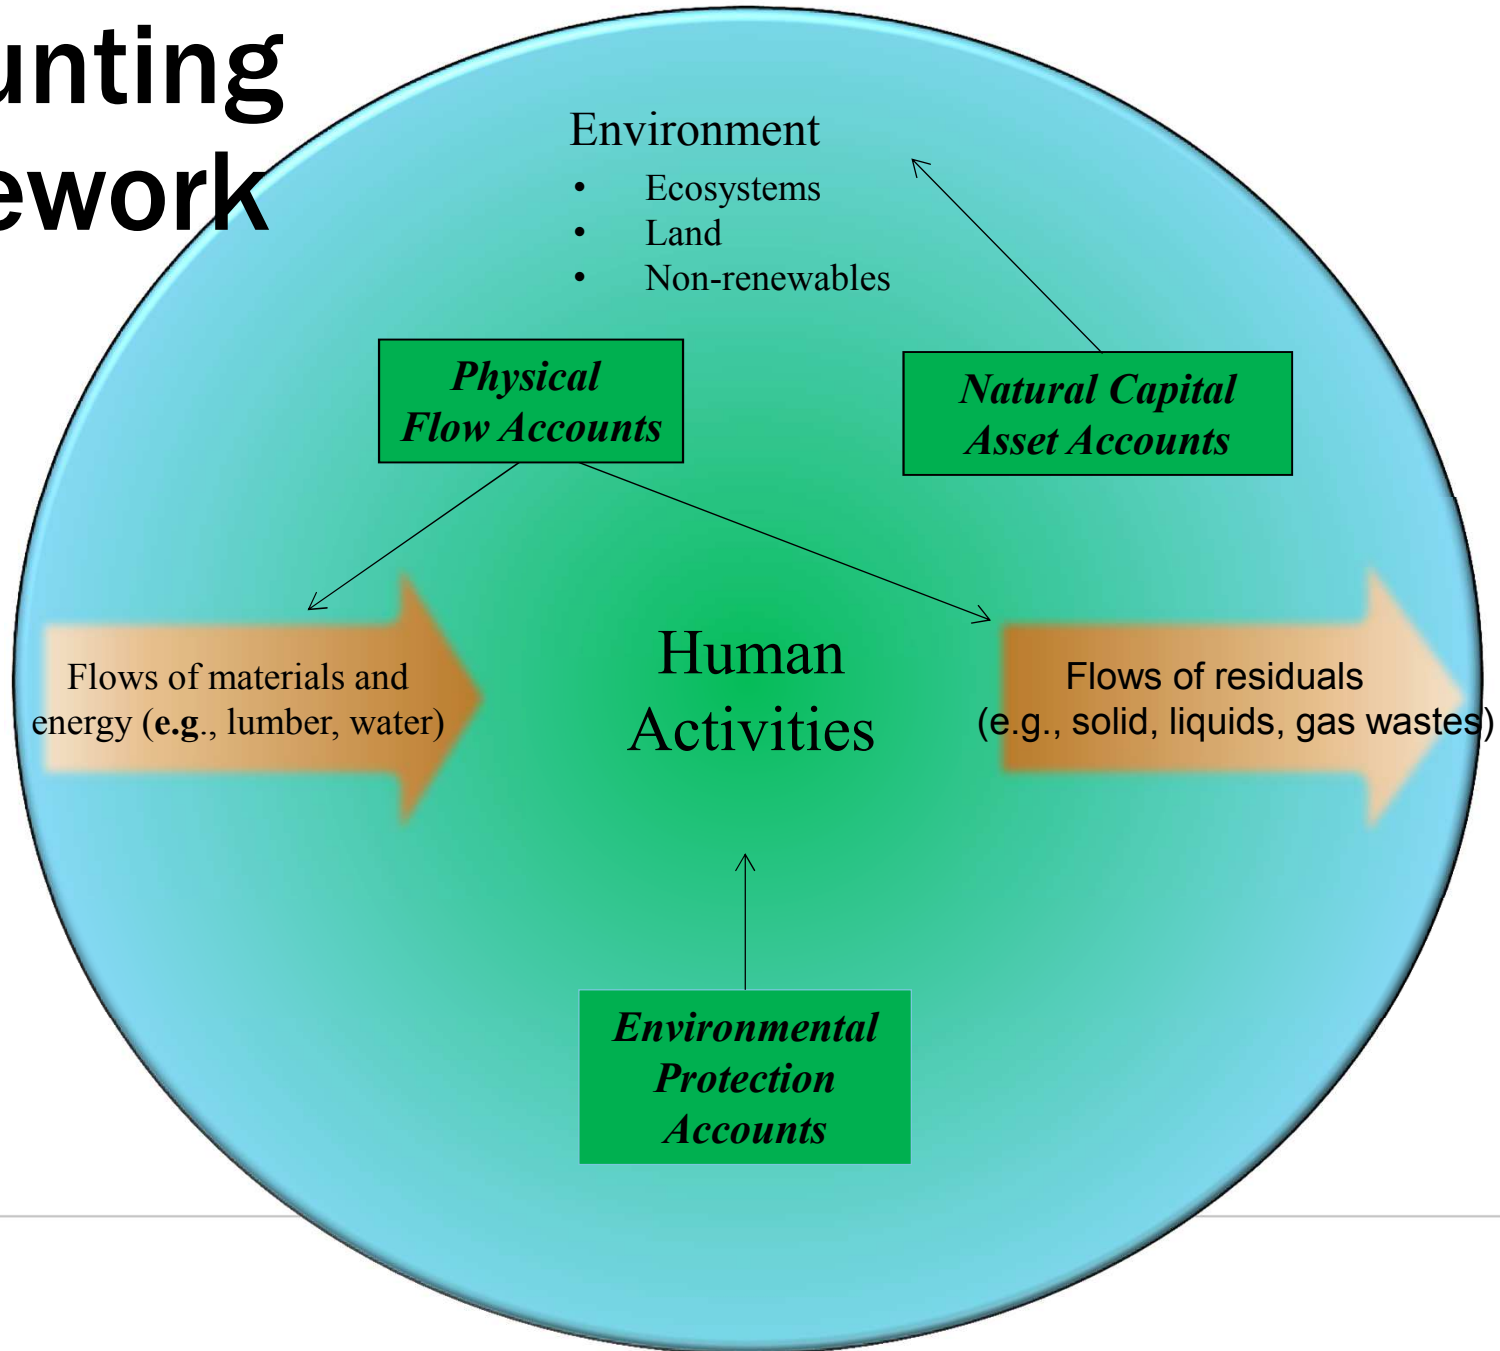 unting
ework
Environment
• Ecosystems
• Land
• Non-renewables
Physical
Flow Accounts
Natural Capital
Asset Accounts
Flows of materials and
energy (e.g., lumber, water)
Human
Activities
Flows of residuals
(e.g., solid, liquids, gas wastes)
Environmental
Protection
Accounts